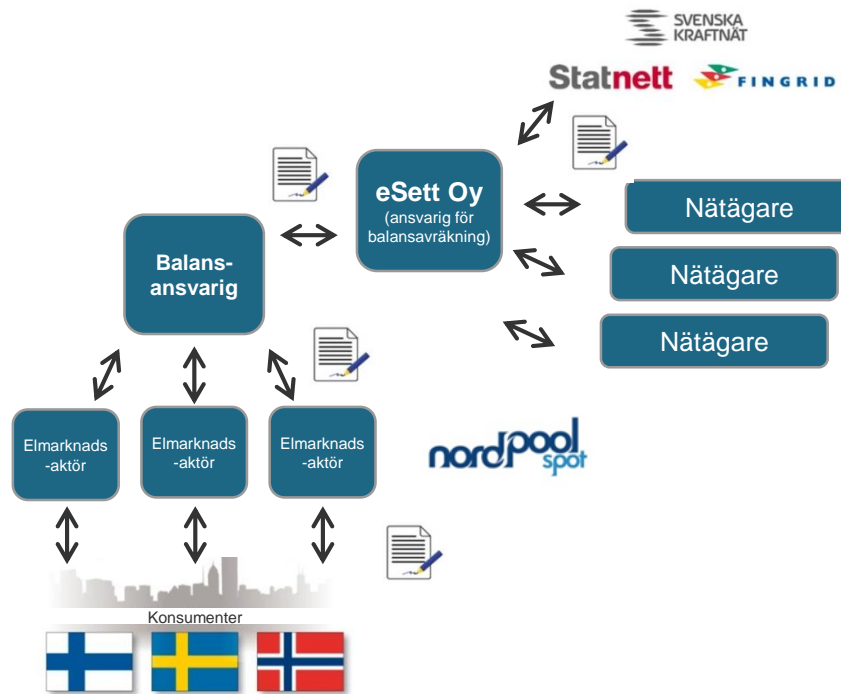 SVENSKA
KRAFTNÄT
Statnett
FINGRID
eSett Oy
(ansvarig för
balansavräkning)
Nätägare
Nätägare
Nätägare
Balans-
ansvarig
Elmarknads
-aktör
Elmarknads
-aktör
Elmarknads
-aktör
nordpool
spot
Konsumenter